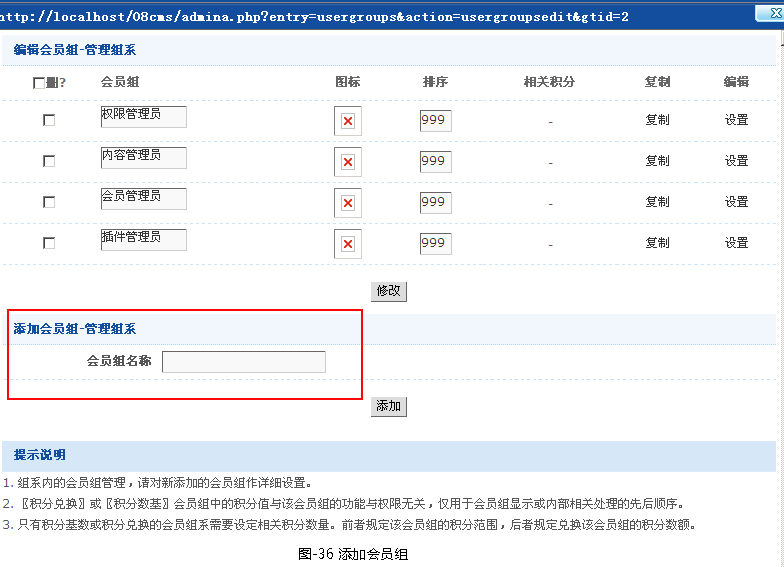 http://localhost/08cms/admina.php?entry=usergroups&action=usergroupsedit&gtid=2
编辑会员组-管理组系
删? 会员组 图标 排序 相关积分 复制 编辑
权限管理员 999 - 复制 设置
内容管理员 999 - 复制 设置
会员管理员 999 - 复制 设置
插件管理员 999 - 复制 设置
修改
添加会员组-管理组系
会员组名称
添加
提示说明
1. 组系内的会员组管理，请对新添加的会员组作详细设置。
2. 〖积分兑换〗或〖积分数基〗会员组中的积分值与该会员组的功能与权限无关，仅用于会员组显示或内部相关处理的先后顺序。
3. 只有积分基数或积分兑换的会员组系需要设定相关积分数量。前者规定该会员组的积分范围，后者规定兑换该会员组的积分数额。
图-36 添加会员组